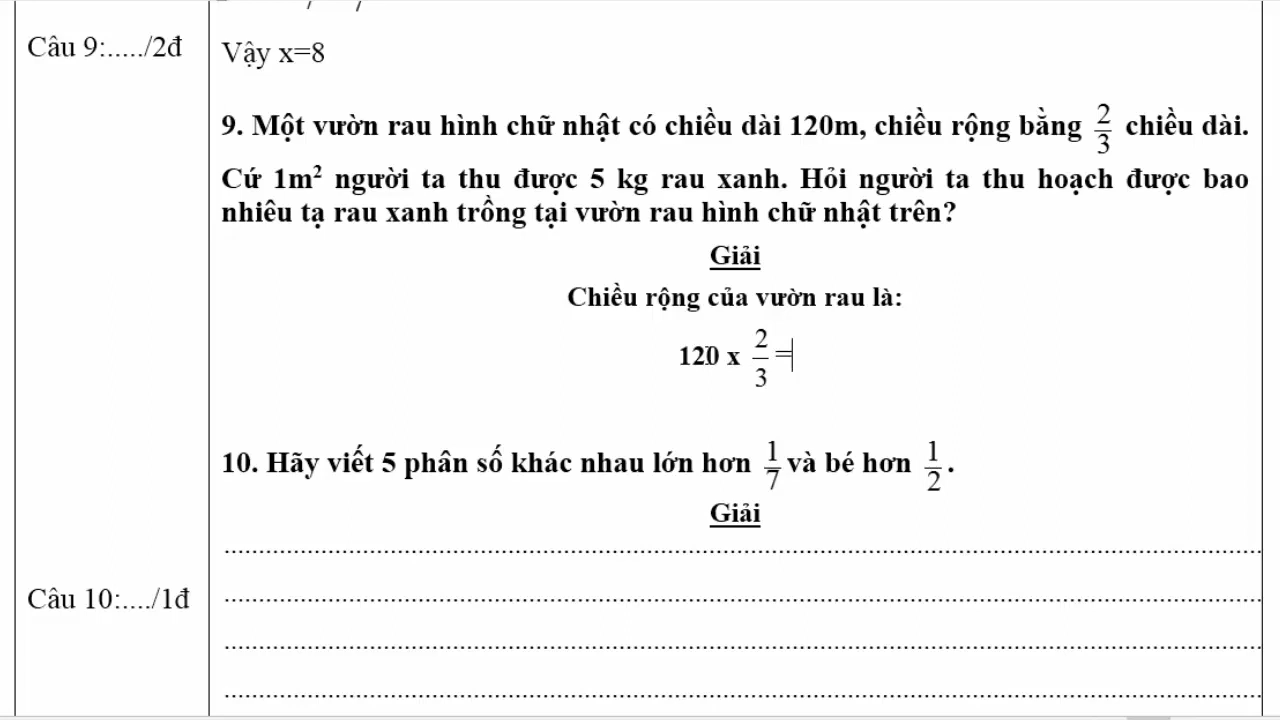 Câu 9:...../2đ
Vậy x=8
9. Một vườn rau hình chữ nhật có chiều dài 120m, chiều rộng bằng 2/3 chiều dài.
Cứ 1m² người ta thu được 5 kg rau xanh. Hỏi người ta thu hoạch được bao
nhiêu tạ rau xanh trồng tại vườn rau hình chữ nhật trên?
Giải
Chiều rộng của vườn rau là:
120 x 2/3 =
10. Hãy viết 5 phân số khác nhau lớn hơn 1/7 và bé hơn 1/2.
Giải
Câu 10:..../1đ